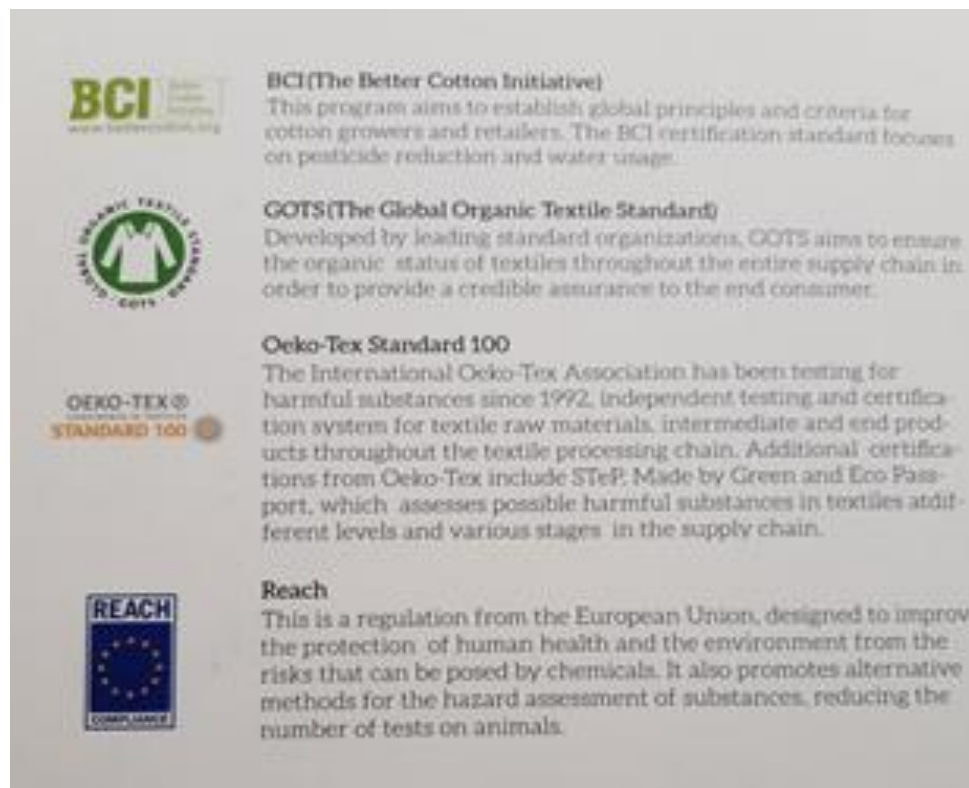 BCI
www.bettercotton.org
BCI(The Better Cotton Initiative)
This program aims to establish global principles and criteria for
cotton growers and retailers. The BCI certification standard focuses
on pesticide reduction and water usage.
GLOBAL ORGANIC TEXTILE STANDARD
GOTS
GOTS(The Global Organic Textile Standard)
Developed by leading standard organizations, GOTS aims to ensure
the organic status of textiles throughout the entire supply chain in
order to provide a credible assurance to the end consumer.
OEKO-TEX®
STANDARD 100
Oeko-Tex Standard 100
The International Oeko-Tex Association has been testing for
harmful substances since 1992, independent testing and certifica-
tion system for textile raw materials, intermediate and end prod-
ucts throughout the textile processing chain. Additional certifica-
tions from Oeko-Tex include STeP, Made by Green and Eco Pass-
port, which assesses possible harmful substances in textiles atdif-
ferent levels and various stages in the supply chain.
REACH
COMPLIANCE
Reach
This is a regulation from the European Union, designed to improv
the protection of human health and the environment from the
risks that can be posed by chemicals. It also promotes alternative
methods for the hazard assessment of substances, reducing the
number of tests on animals.